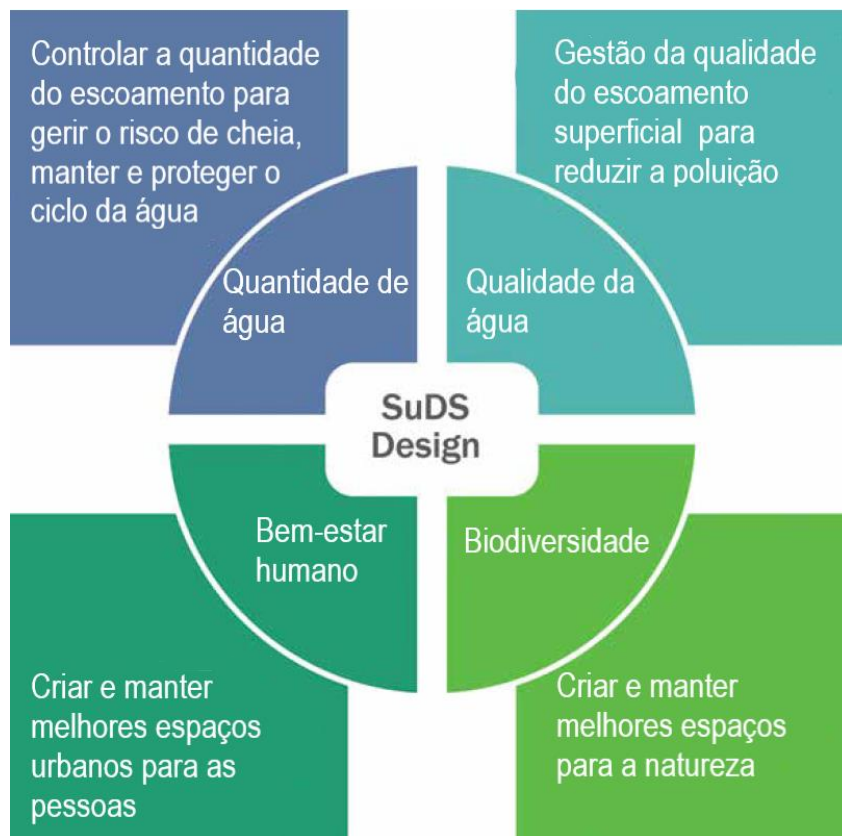 Controlar a quantidade
do escoamento para
gerir o risco de cheia,
manter e proteger o
ciclo da água
Gestão da qualidade
do escoamento
superficial para
reduzir a poluição
Quantidade de
água
Qualidade da
água
SuDS
Design
Bem-estar
humano
Biodiversidade
Criar e manter
melhores espaços
urbanos para as
pessoas
Criar e manter
melhores espaços
para a natureza